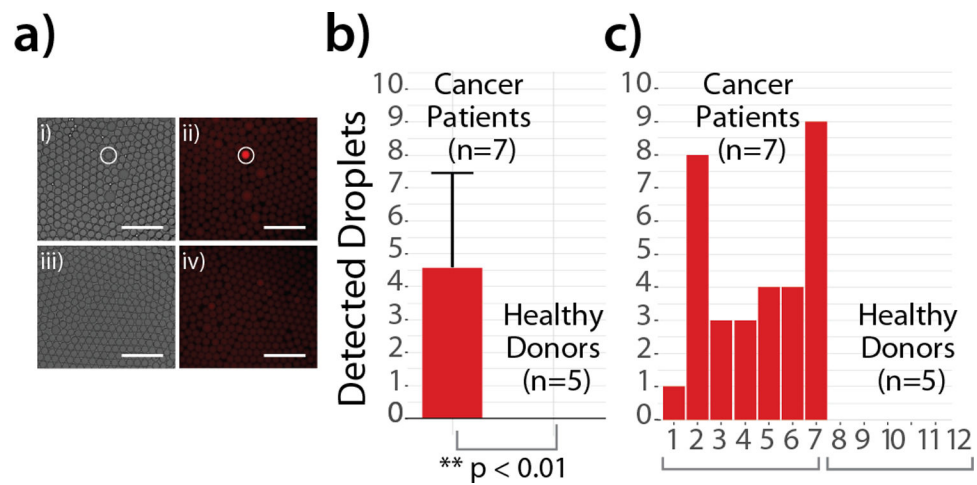 a)
i)
ii)
iii)
iv)
b)
Detected Droplets
10
9
8
7
6
5
4
3
2
1
0
Cancer
Patients
(n=7)
Healthy
Donors
(n=5)
** p < 0.01
c)
10
9
8
7
6
5
4
3
2
1
0
Cancer
Patients
(n=7)
Healthy
Donors
(n=5)
1 2 3 4 5 6 7 8 9 10 11 12